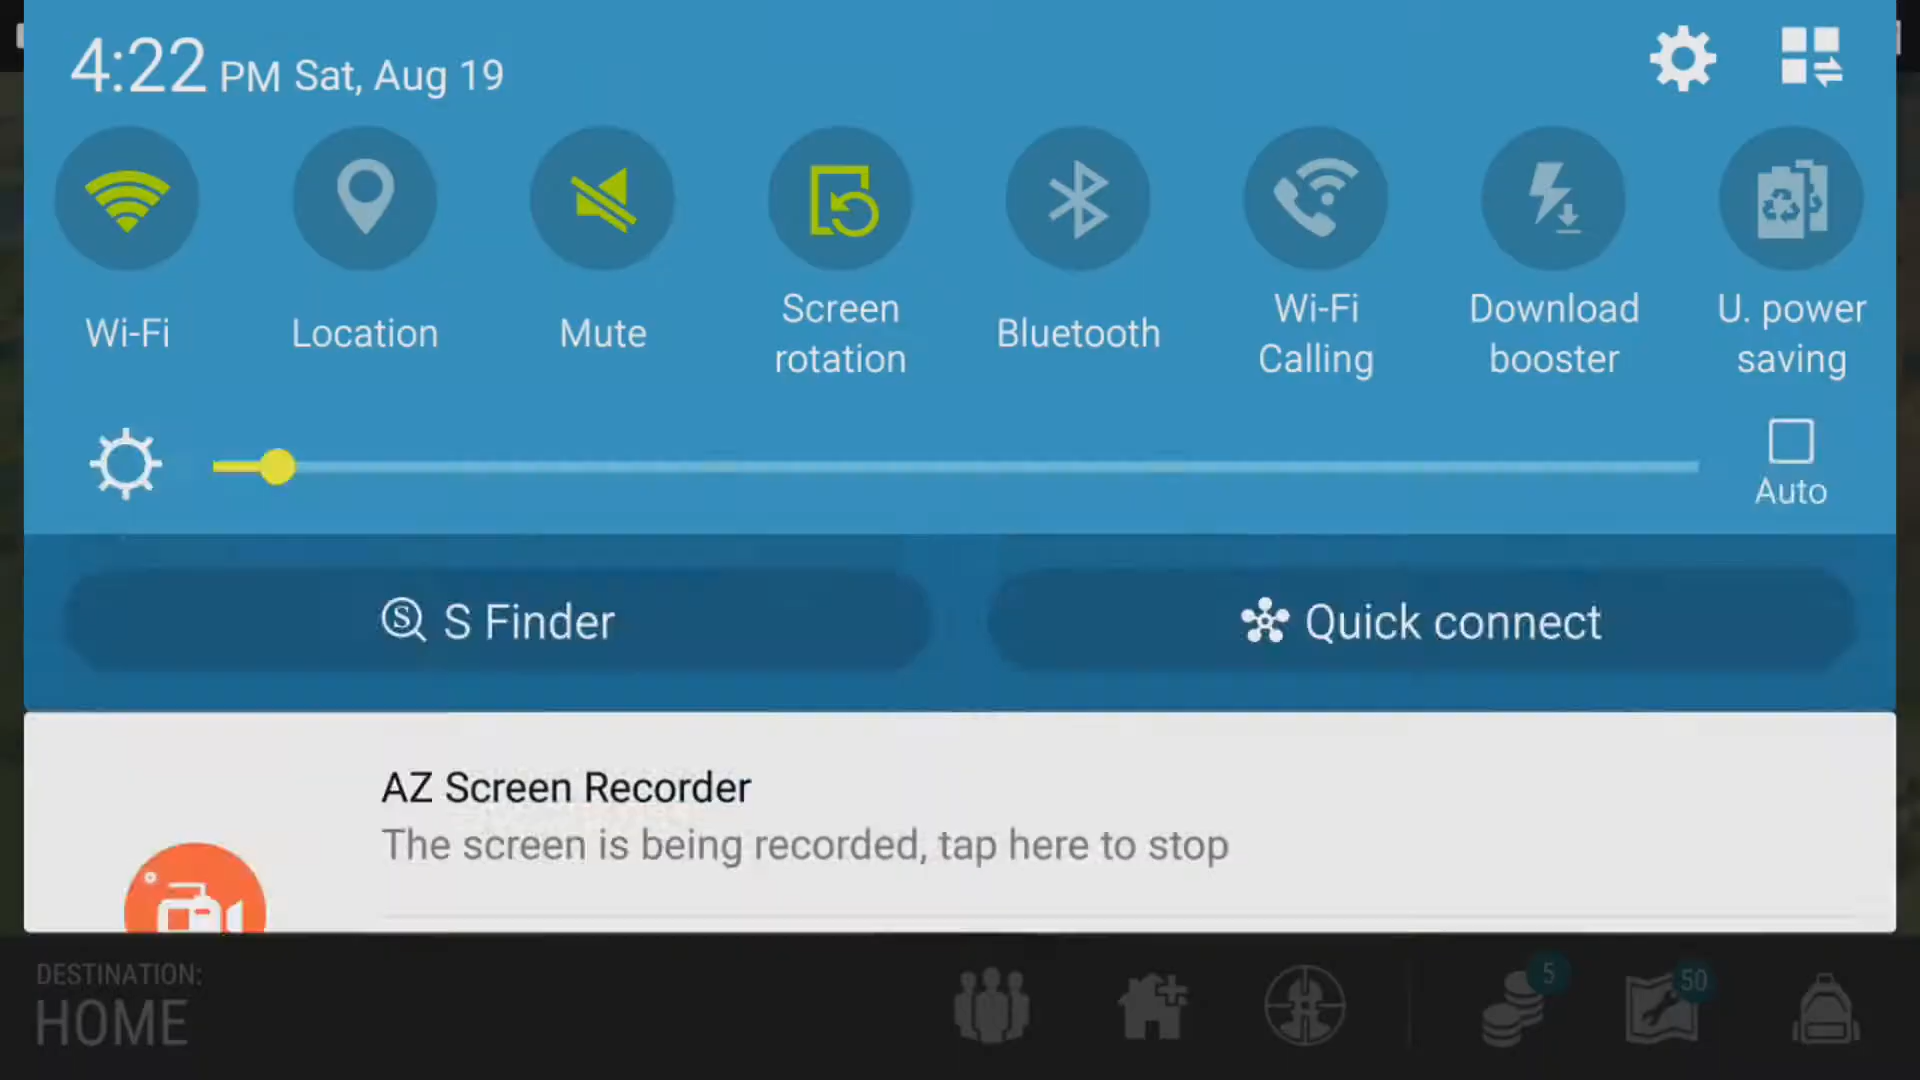 4:22 PM Sat, Aug 19
Wi-Fi
Location
Mute
Screen
rotation
Bluetooth
Wi-Fi
Calling
Download
booster
U. power
saving
Auto
S Finder
Quick connect
AZ Screen Recorder
The screen is being recorded, tap here to stop
DESTINATION:
HOME
5
50